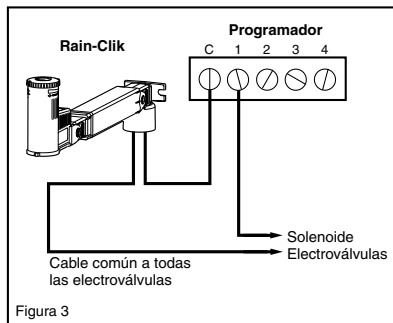 Programador
Rain-Clik
C 1 2 3 4
Solenoide
Electroválvulas
Cable común a todas
las electroválvulas
Figura 3